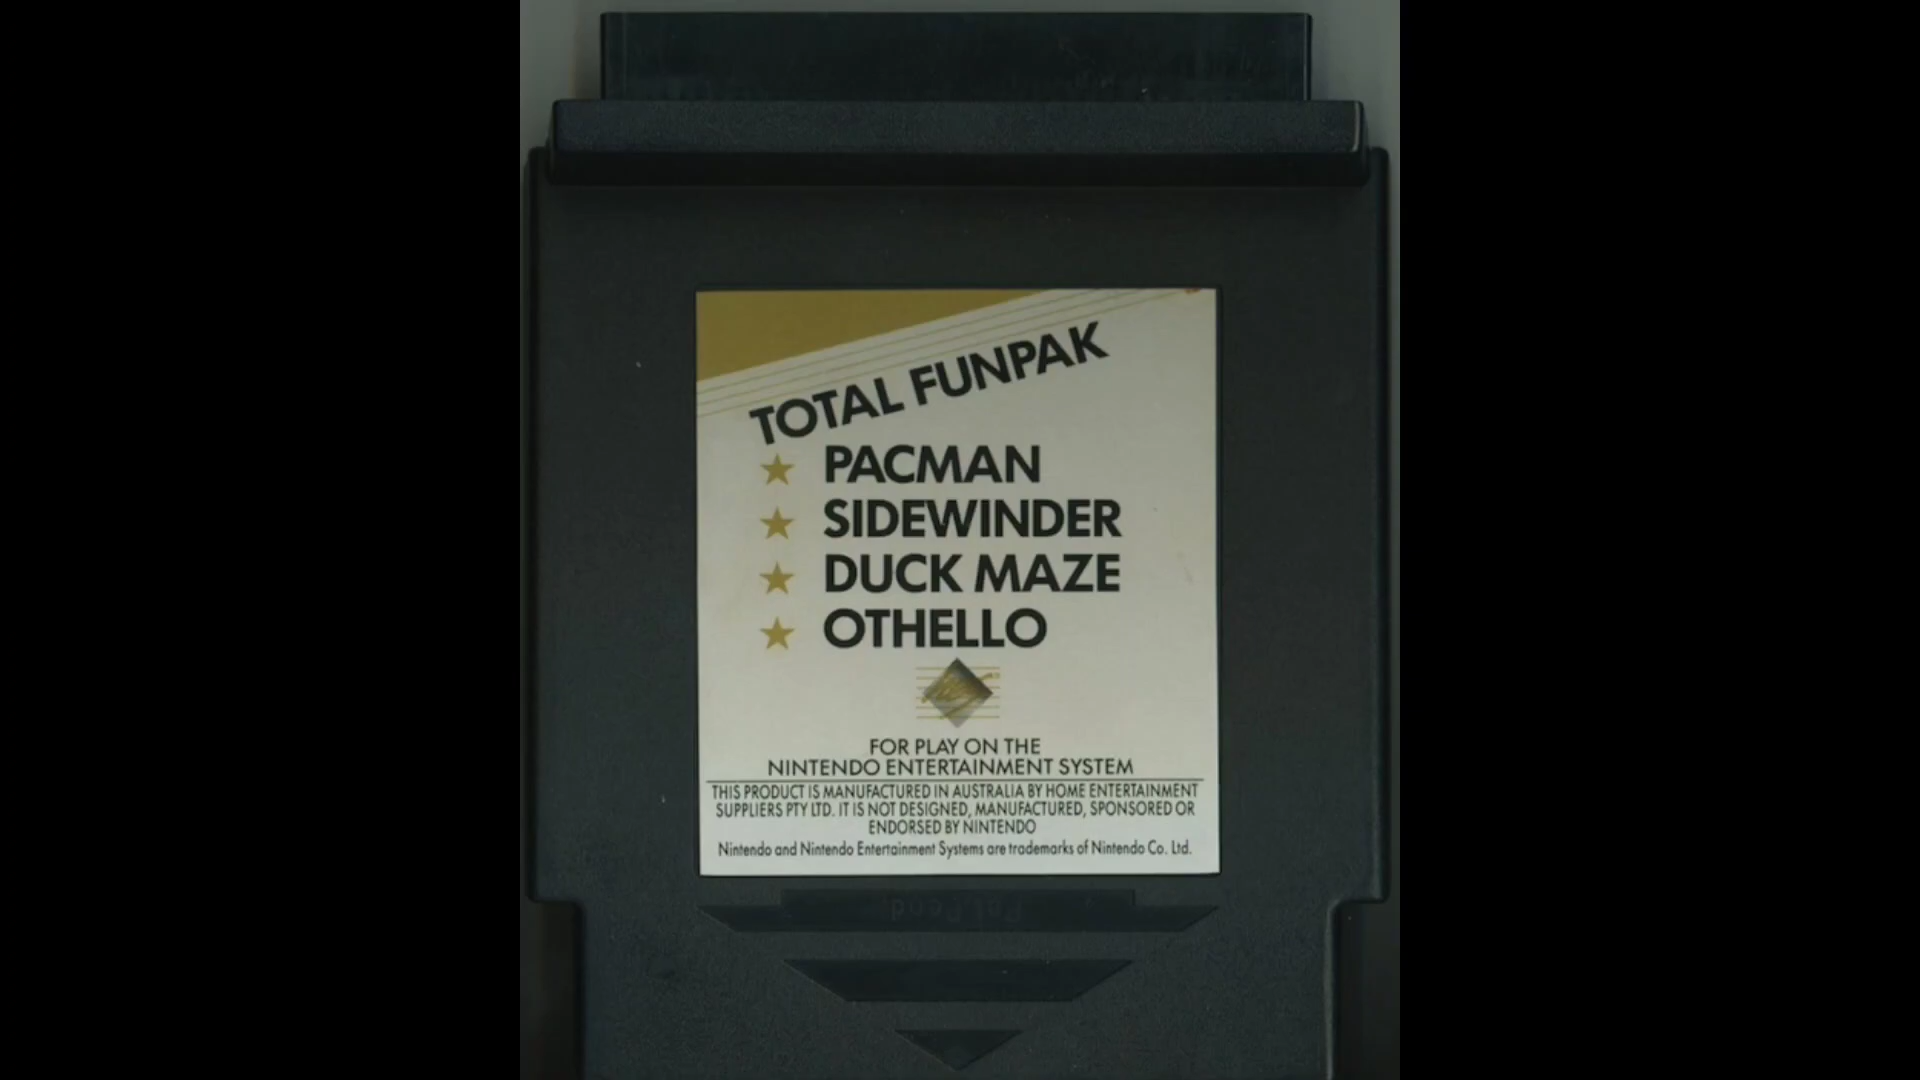 TOTAL FUNPAK
PACMAN
SIDEWINDER
DUCK MAZE
OTHELLO
FOR PLAY ON THE
NINTENDO ENTERTAINMENT SYSTEM
THIS PRODUCT IS MANUFACTURED IN AUSTRALIA BY HOME ENTERTAINMENT
SUPPLIERS PTY LTD. IT IS NOT DESIGNED, MANUFACTURED, SPONSORED OR
ENDORSED BY NINTENDO
Nintendo and Nintendo Entertainment Systems are trademarks of Nintendo Co. Ltd.